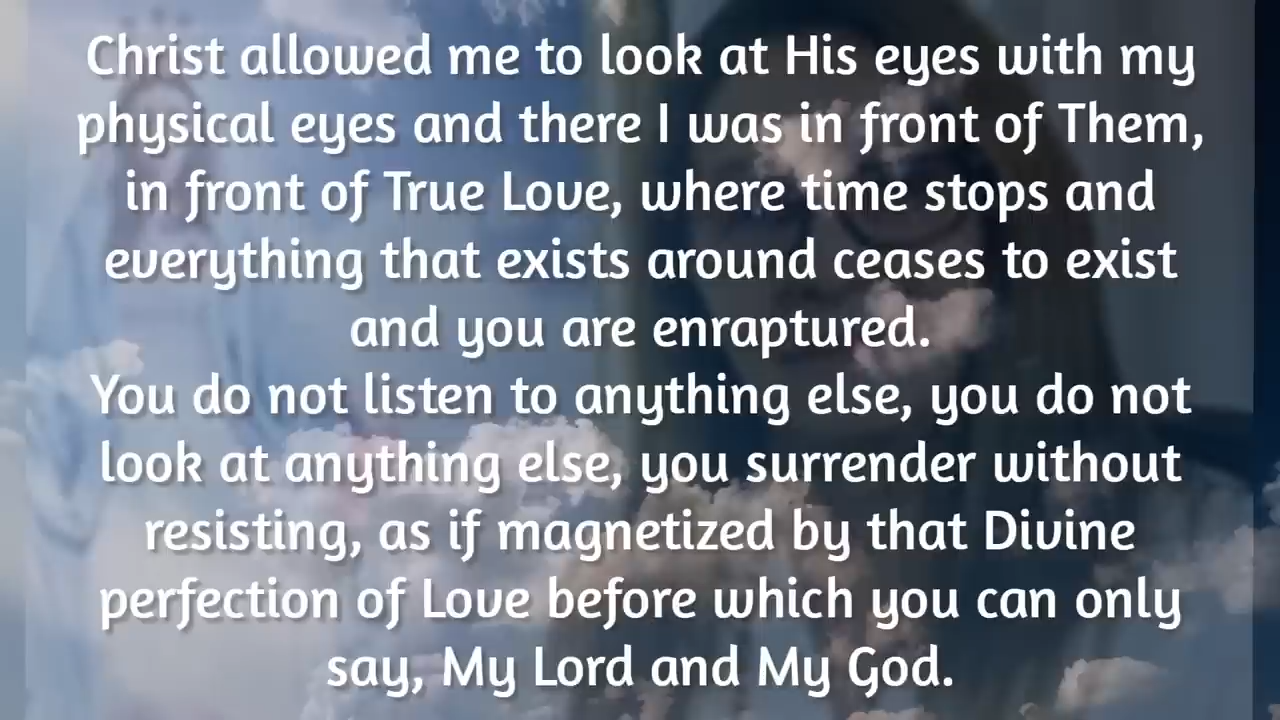 Christ allowed me to look at His eyes with my
physical eyes and there I was in front of Them,
in front of True Love, where time stops and
everything that exists around ceases to exist
and you are enraptured.
You do not listen to anything else, you do not
look at anything else, you surrender without
resisting, as if magnetized by that Divine
perfection of Love before which you can only
say, My Lord and My God.